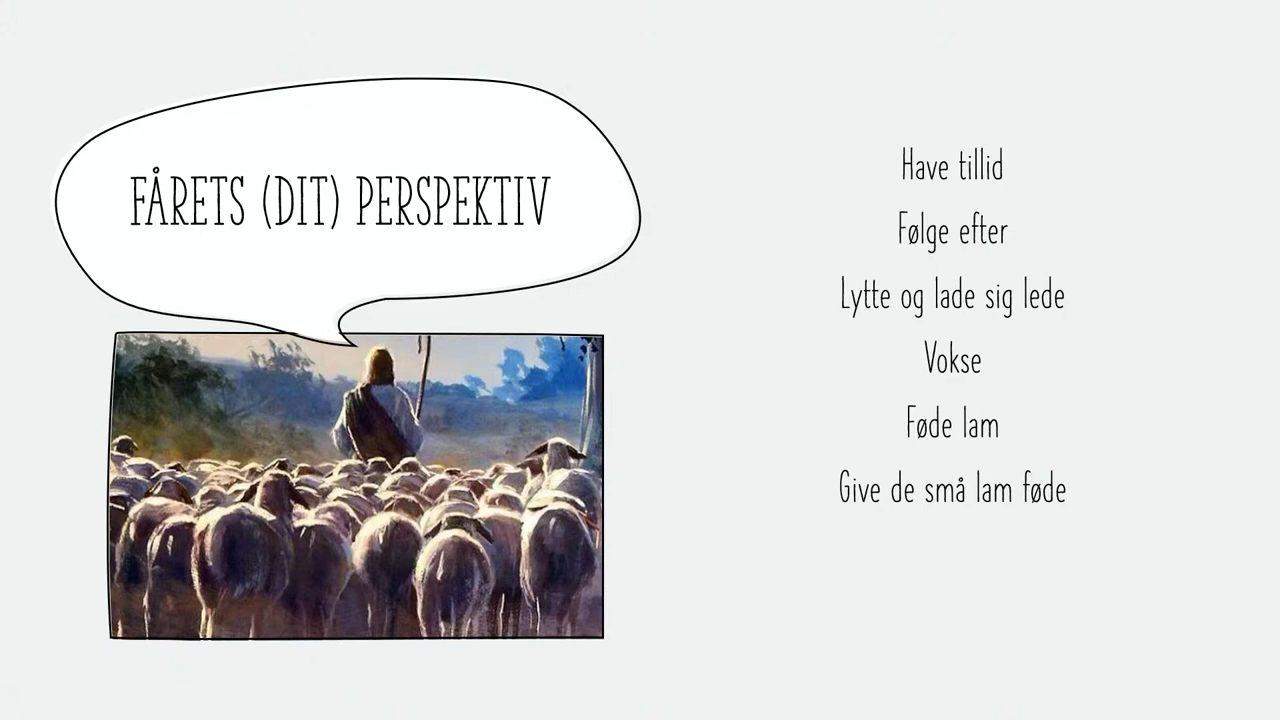 FÅRETS (DIT) PERSPEKTIV
Have tillid
Følge efter
Lytte og lade sig lede
Vokse
Føde lam
Give de små lam føde